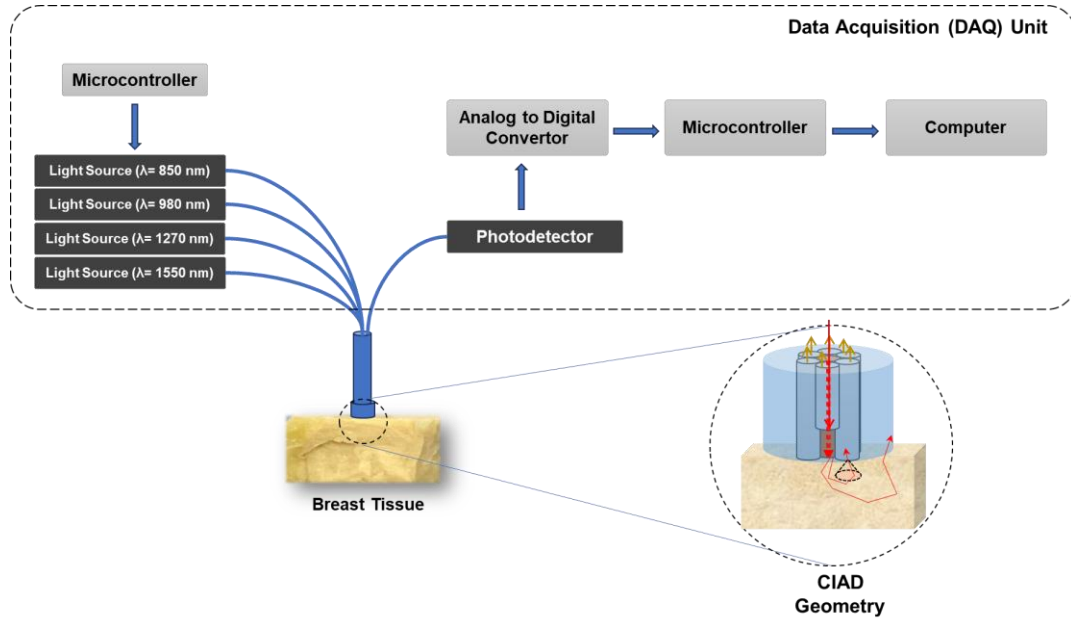 Data Acquisition (DAQ) Unit
Microcontroller
Light Source (λ= 850 nm)
Light Source (λ= 980 nm)
Light Source (λ= 1270 nm)
Light Source (λ= 1550 nm)
Analog to Digital
Convertor
Microcontroller
Computer
Photodetector
Breast Tissue
CIAD
Geometry